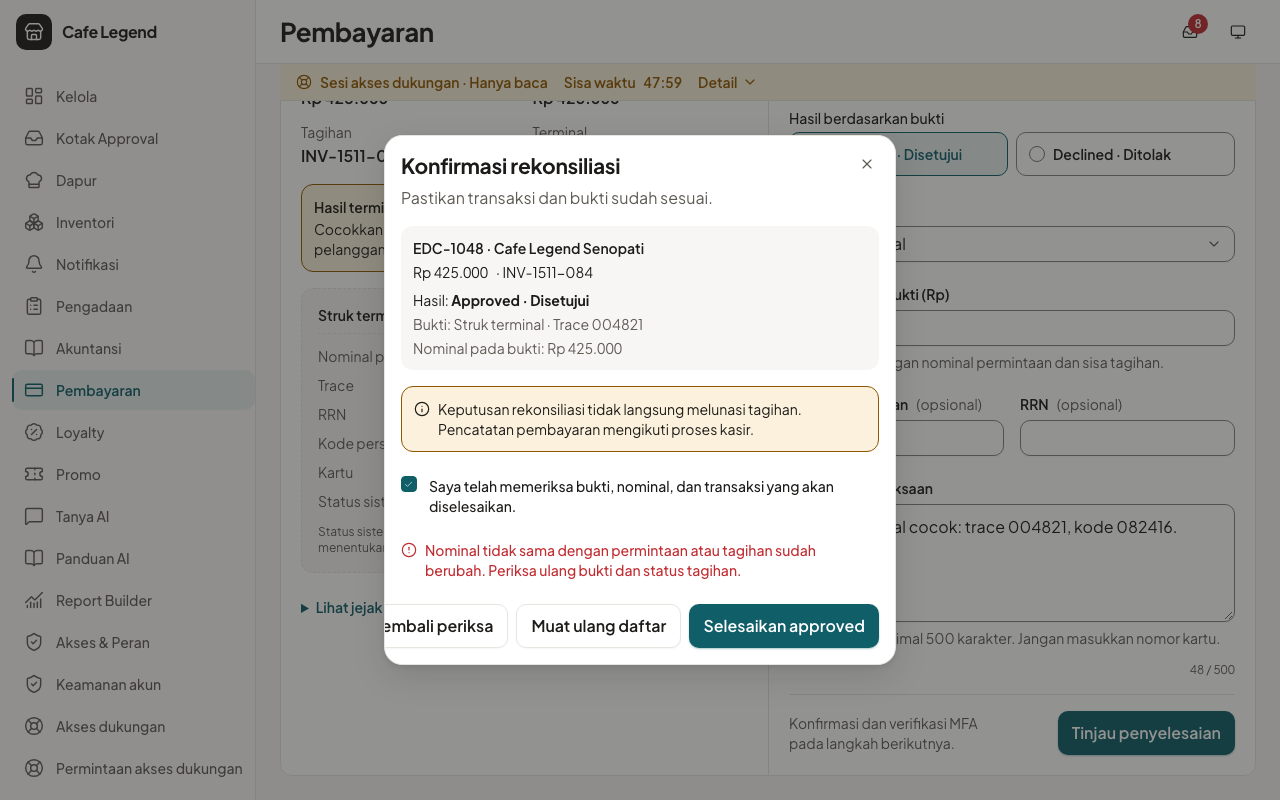 Cafe Legend
Pembayaran
8
Kelola
Kotak Approval
Dapur
Inventori
Notifikasi
Pengadaan
Akuntansi
Pembayaran
Loyalty
Promo
Tanya AI
Panduan AI
Report Builder
Akses & Peran
Keamanan akun
Akses dukungan
Permintaan akses dukungan
Sesi akses dukungan · Hanya baca
Sisa waktu 47:59
Detail
Tagihan
Terminal
INV-1511-0
Hasil termi
Cocokkan
pelanggan
Struk term
Nominal p
Trace
RRN
Kode pers
Kartu
Status sist
Status sistem
menentukan
Lihat jejak
Konfirmasi rekonsiliasi
Pastikan transaksi dan bukti sudah sesuai.
EDC-1048 · Cafe Legend Senopati
Rp 425.000 · INV-1511-084
Hasil: Approved · Disetujui
Bukti: Struk terminal · Trace 004821
Nominal pada bukti: Rp 425.000
Keputusan rekonsiliasi tidak langsung melunasi tagihan.
Pencatatan pembayaran mengikuti proses kasir.
Saya telah memeriksa bukti, nominal, dan transaksi yang akan
diselesaikan.
Nominal tidak sama dengan permintaan atau tagihan sudah
berubah. Periksa ulang bukti dan status tagihan.
embali periksa
Muat ulang daftar
Selesaikan approved
Hasil berdasarkan bukti
· Disetujui
Declined · Ditolak
al
ukti (Rp)
gan nominal permintaan dan sisa tagihan.
an (opsional)
RRN (opsional)
ksaan
al cocok: trace 004821, kode 082416.
imal 500 karakter. Jangan masukkan nomor kartu.
48 / 500
Konfirmasi dan verifikasi MFA
pada langkah berikutnya.
Tinjau penyelesaian